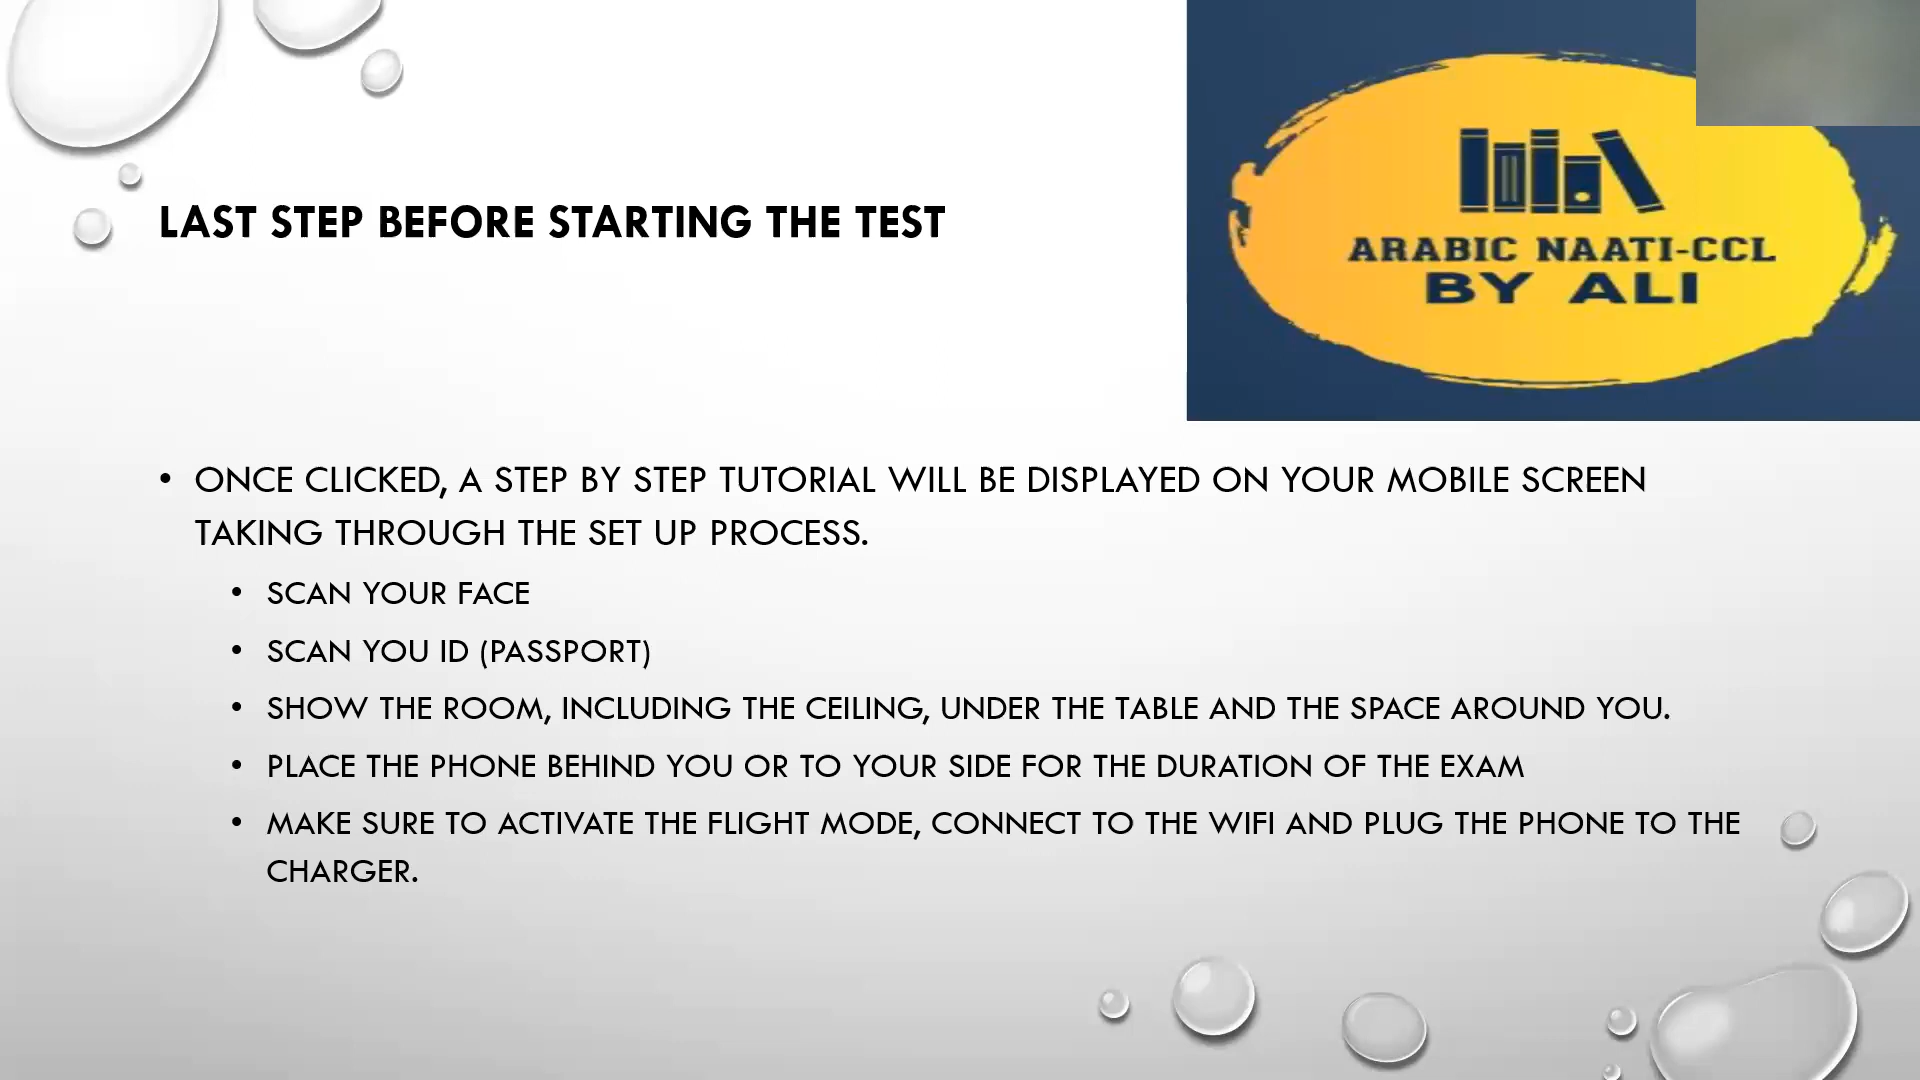 LAST STEP BEFORE STARTING THE TEST
ARABIC NAATI-CCL
BY ALI
• ONCE CLICKED, A STEP BY STEP TUTORIAL WILL BE DISPLAYED ON YOUR MOBILE SCREEN
TAKING THROUGH THE SET UP PROCESS.
• SCAN YOUR FACE
• SCAN YOU ID (PASSPORT)
• SHOW THE ROOM, INCLUDING THE CEILING, UNDER THE TABLE AND THE SPACE AROUND YOU.
• PLACE THE PHONE BEHIND YOU OR TO YOUR SIDE FOR THE DURATION OF THE EXAM
• MAKE SURE TO ACTIVATE THE FLIGHT MODE, CONNECT TO THE WIFI AND PLUG THE PHONE TO THE
CHARGER.